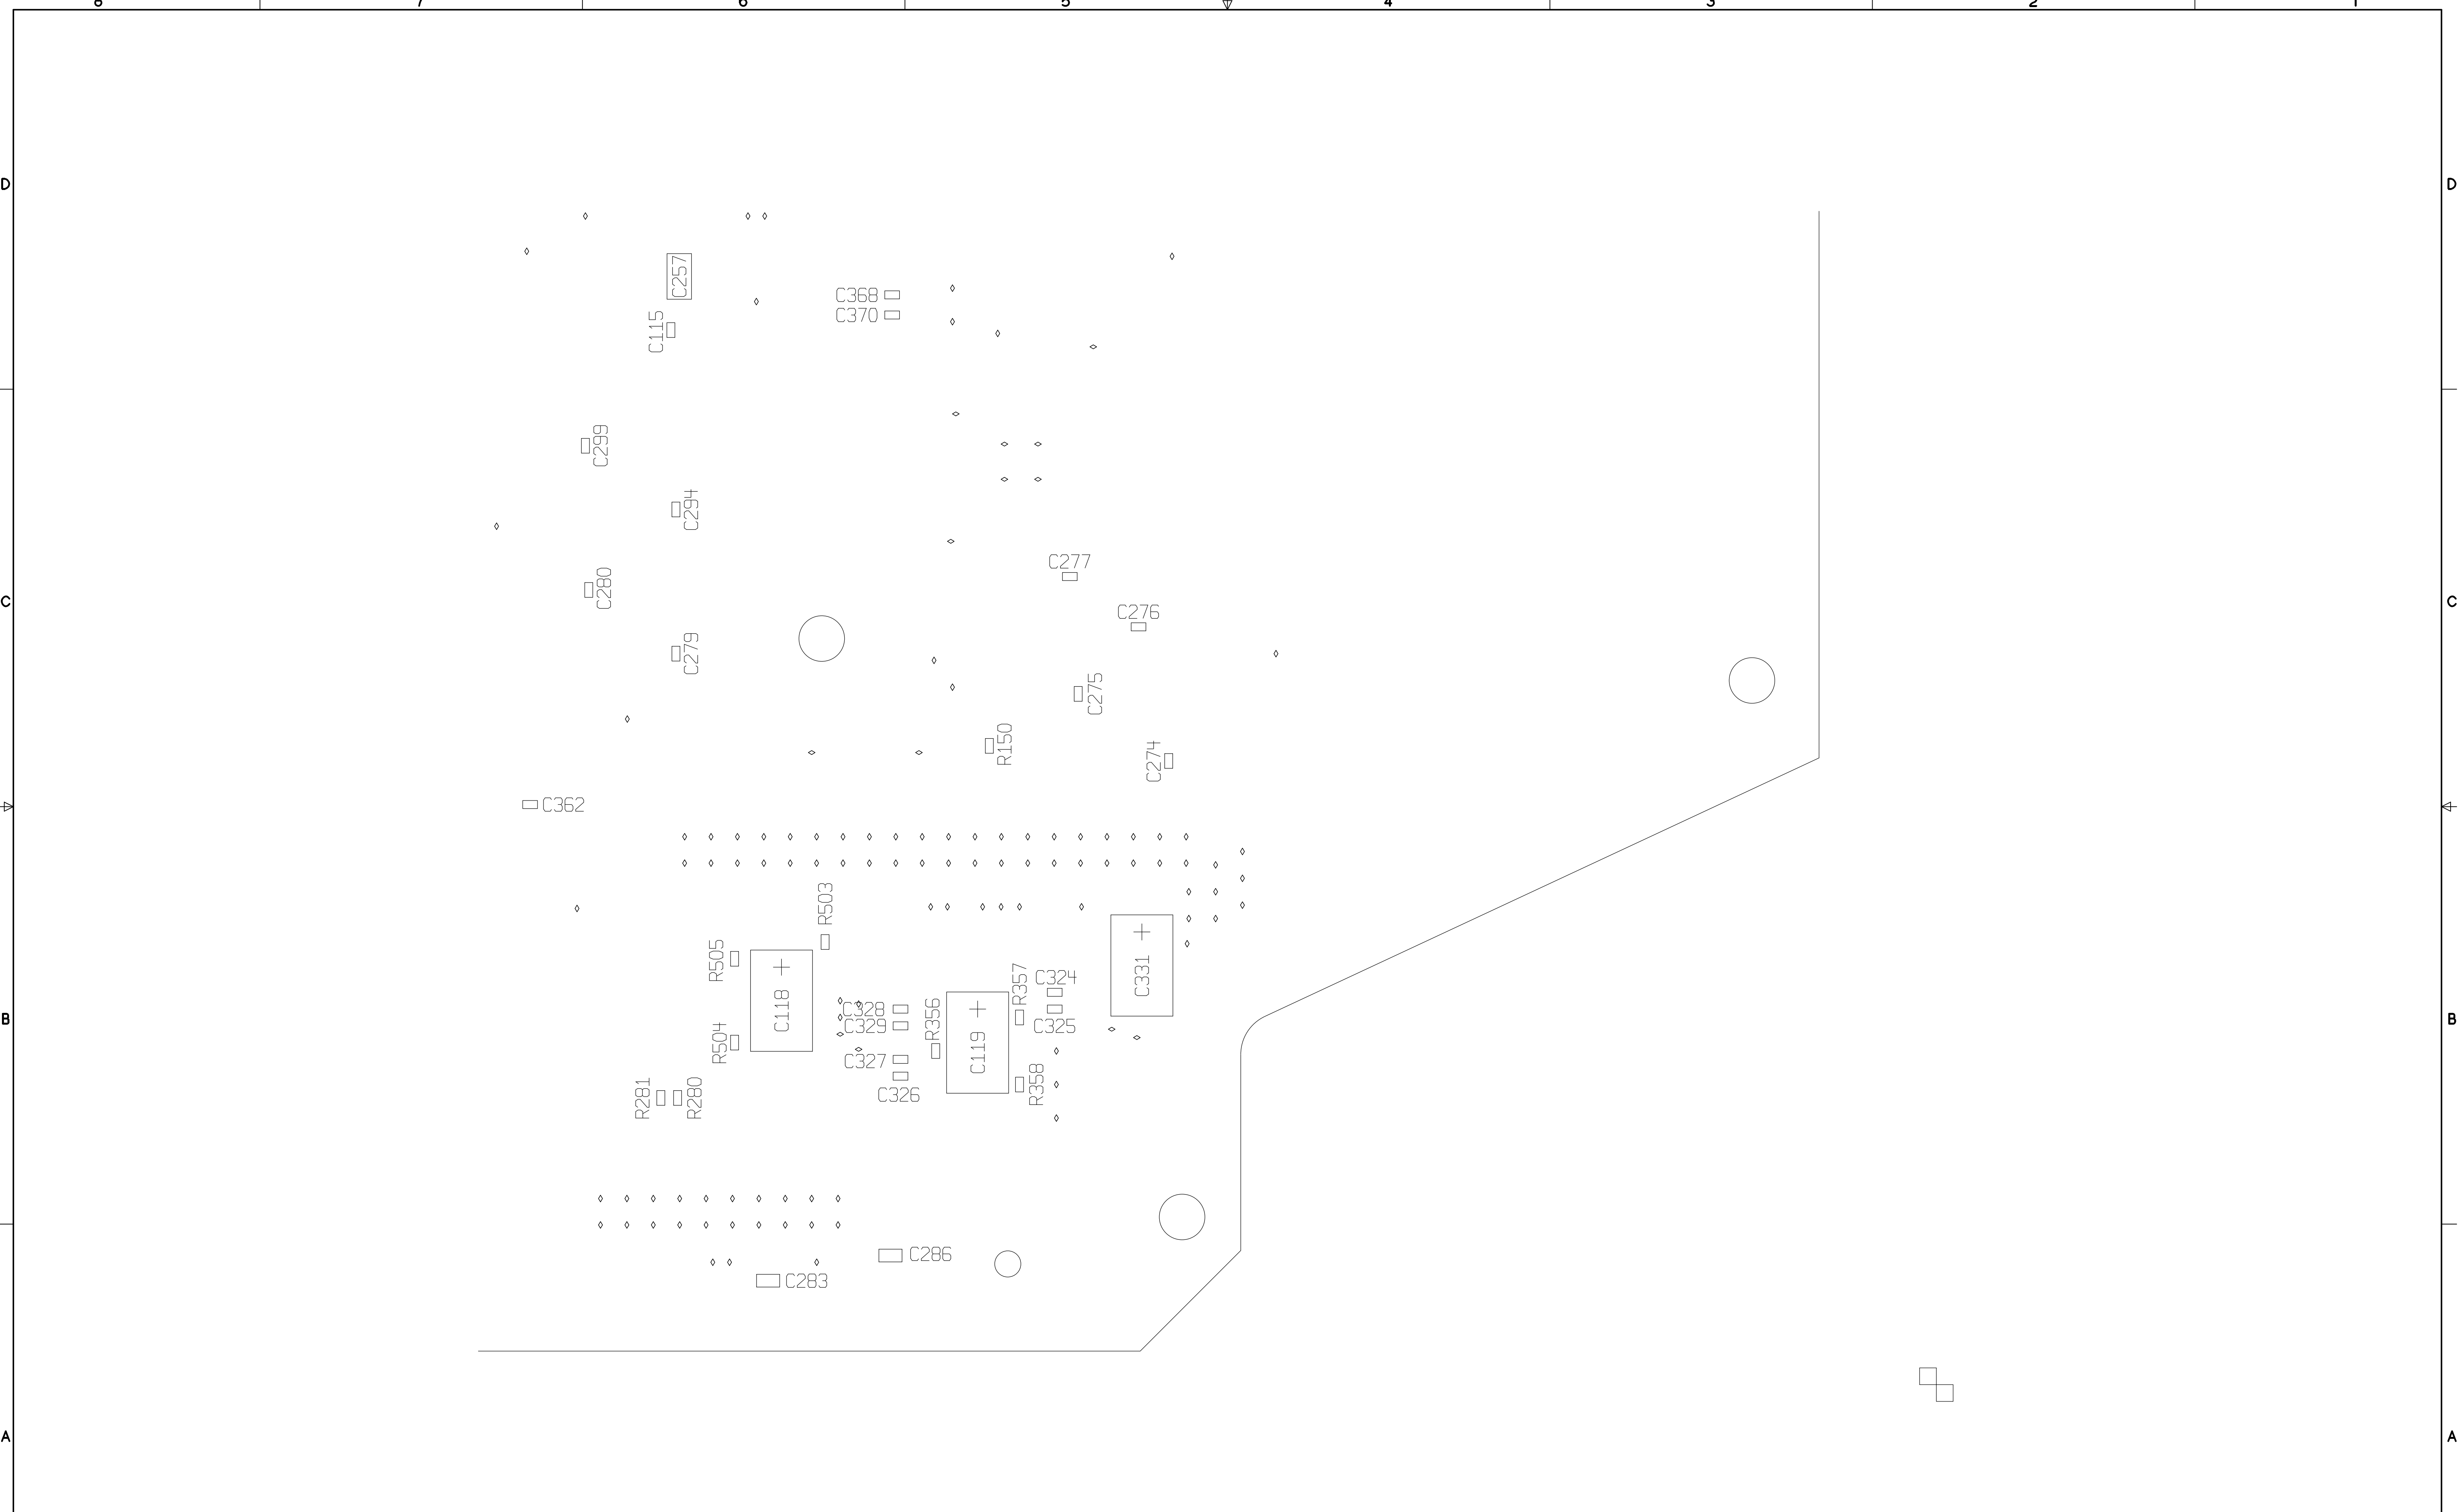 8 7 6 5 4 3 2 1
D D
C257
C368
C370
C115
C299
C294
C277
C280
C C
C276
C279
C275
R150
C274
C362
R503
R505
C331
R357
C324
C118
C328
R356
C329
C325
B B
R504
C119
C327
R358
C326
R281
R280
C286
C283
A A